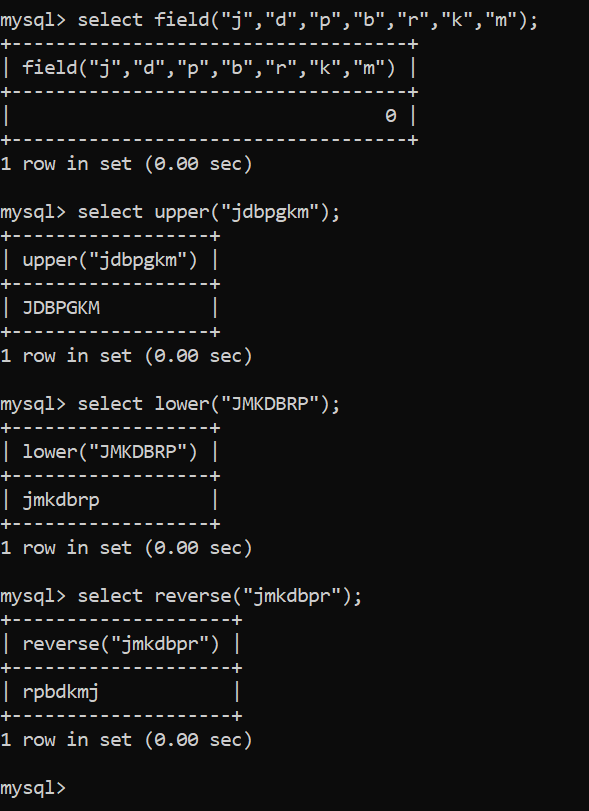 mysql> select field("j","d","p","b","r","k","m");
+-----------------------------------+
| field("j","d","p","b","r","k","m") |
+-----------------------------------+
|                                  0 |
+-----------------------------------+
1 row in set (0.00 sec)
mysql> select upper("jdbpgkm");
+------------------+
| upper("jdbpgkm") |
+------------------+
| JDBPGKM          |
+------------------+
1 row in set (0.00 sec)
mysql> select lower("JMKDBRP");
+------------------+
| lower("JMKDBRP") |
+------------------+
| jmkdbrp          |
+------------------+
1 row in set (0.00 sec)
mysql> select reverse("jmkdbpr");
+--------------------+
| reverse("jmkdbpr") |
+--------------------+
| rpbdkmj            |
+--------------------+
1 row in set (0.00 sec)
mysql>